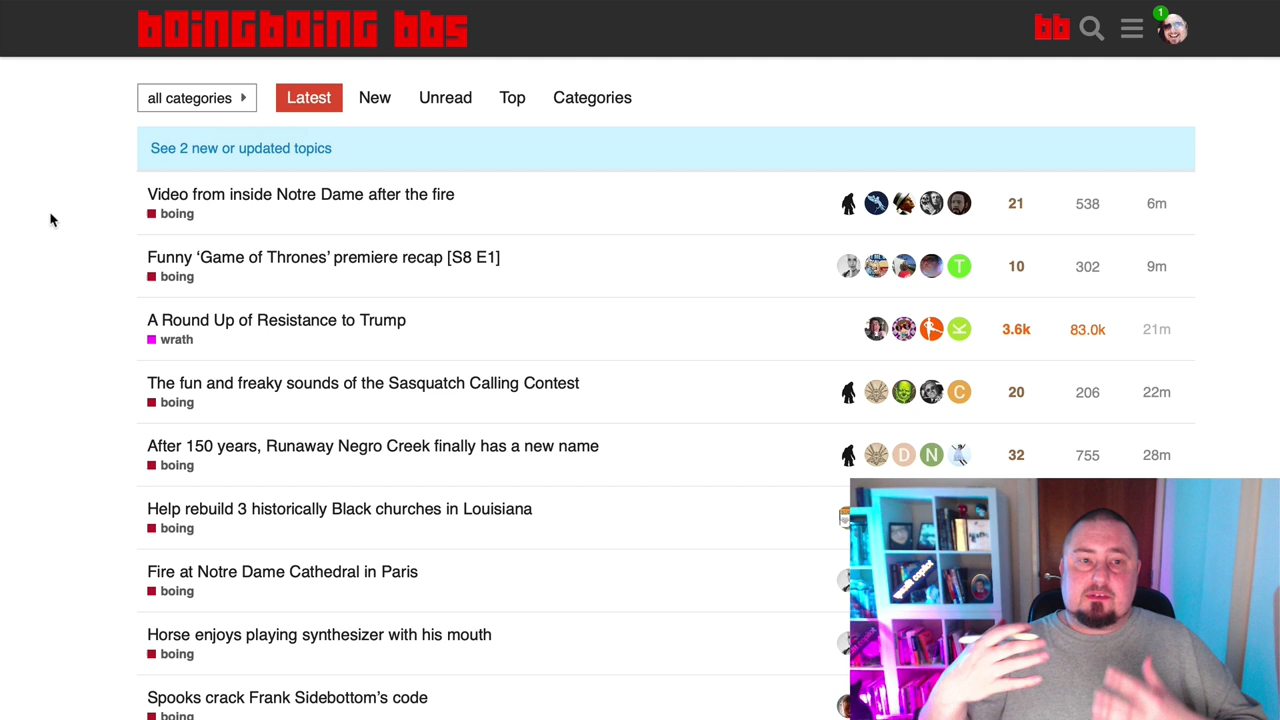 boingboing bbs
bb
1
all categories
Latest
New
Unread
Top
Categories
See 2 new or updated topics
Video from inside Notre Dame after the fire
boing
21
538
6m
Funny ‘Game of Thrones’ premiere recap [S8 E1]
boing
T
10
302
9m
A Round Up of Resistance to Trump
wrath
K
3.6k
83.0k
21m
The fun and freaky sounds of the Sasquatch Calling Contest
boing
C
20
206
22m
After 150 years, Runaway Negro Creek finally has a new name
boing
D
N
32
755
28m
Help rebuild 3 historically Black churches in Louisiana
boing
Fire at Notre Dame Cathedral in Paris
boing
Horse enjoys playing synthesizer with his mouth
boing
Spooks crack Frank Sidebottom’s code
boing